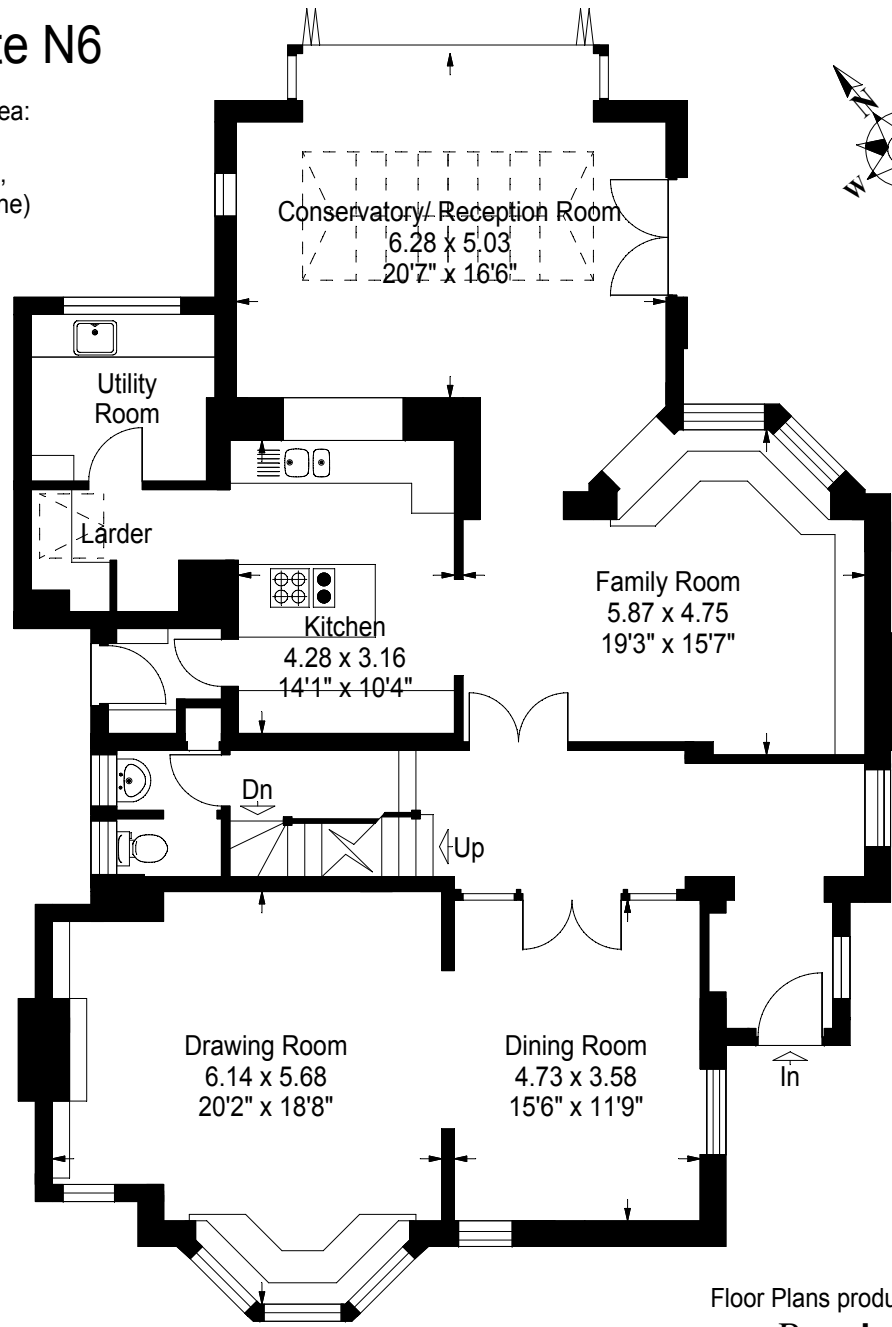 te N6
ea:
,
ne)
N
W
Conservatory/ Reception Room
6.28 x 5.03
20'7" x 16'6"
Utility
Room
Larder
Kitchen
4.28 x 3.16
14'1" x 10'4"
Family Room
5.87 x 4.75
19'3" x 15'7"
Dn
Up
Drawing Room
6.14 x 5.68
20'2" x 18'8"
Dining Room
4.73 x 3.58
15'6" x 11'9"
In
Floor Plans produ